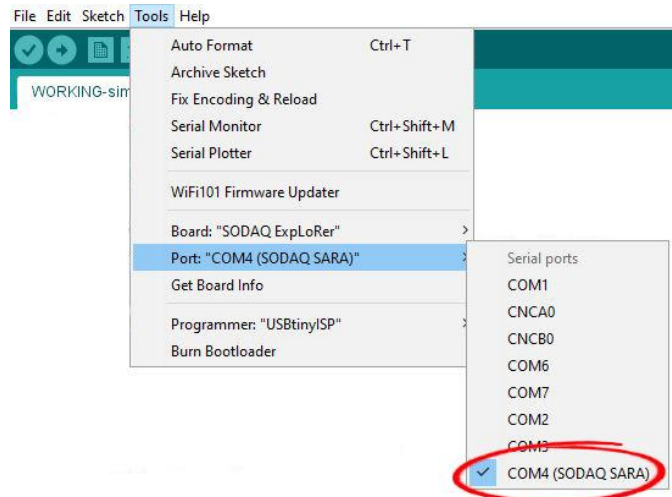 File Edit Sketch Tools Help
WORKING-sim
Auto Format Ctrl+T
Archive Sketch
Fix Encoding & Reload
Serial Monitor Ctrl+Shift+M
Serial Plotter Ctrl+Shift+L
WiFi101 Firmware Updater
Board: "SODAQ ExpLoRer"
Port: "COM4 (SODAQ SARA)"
Get Board Info
Programmer: "USBtinyISP"
Burn Bootloader
Serial ports
COM1
CNCA0
CNCB0
COM6
COM7
COM2
COM3
COM4 (SODAQ SARA)